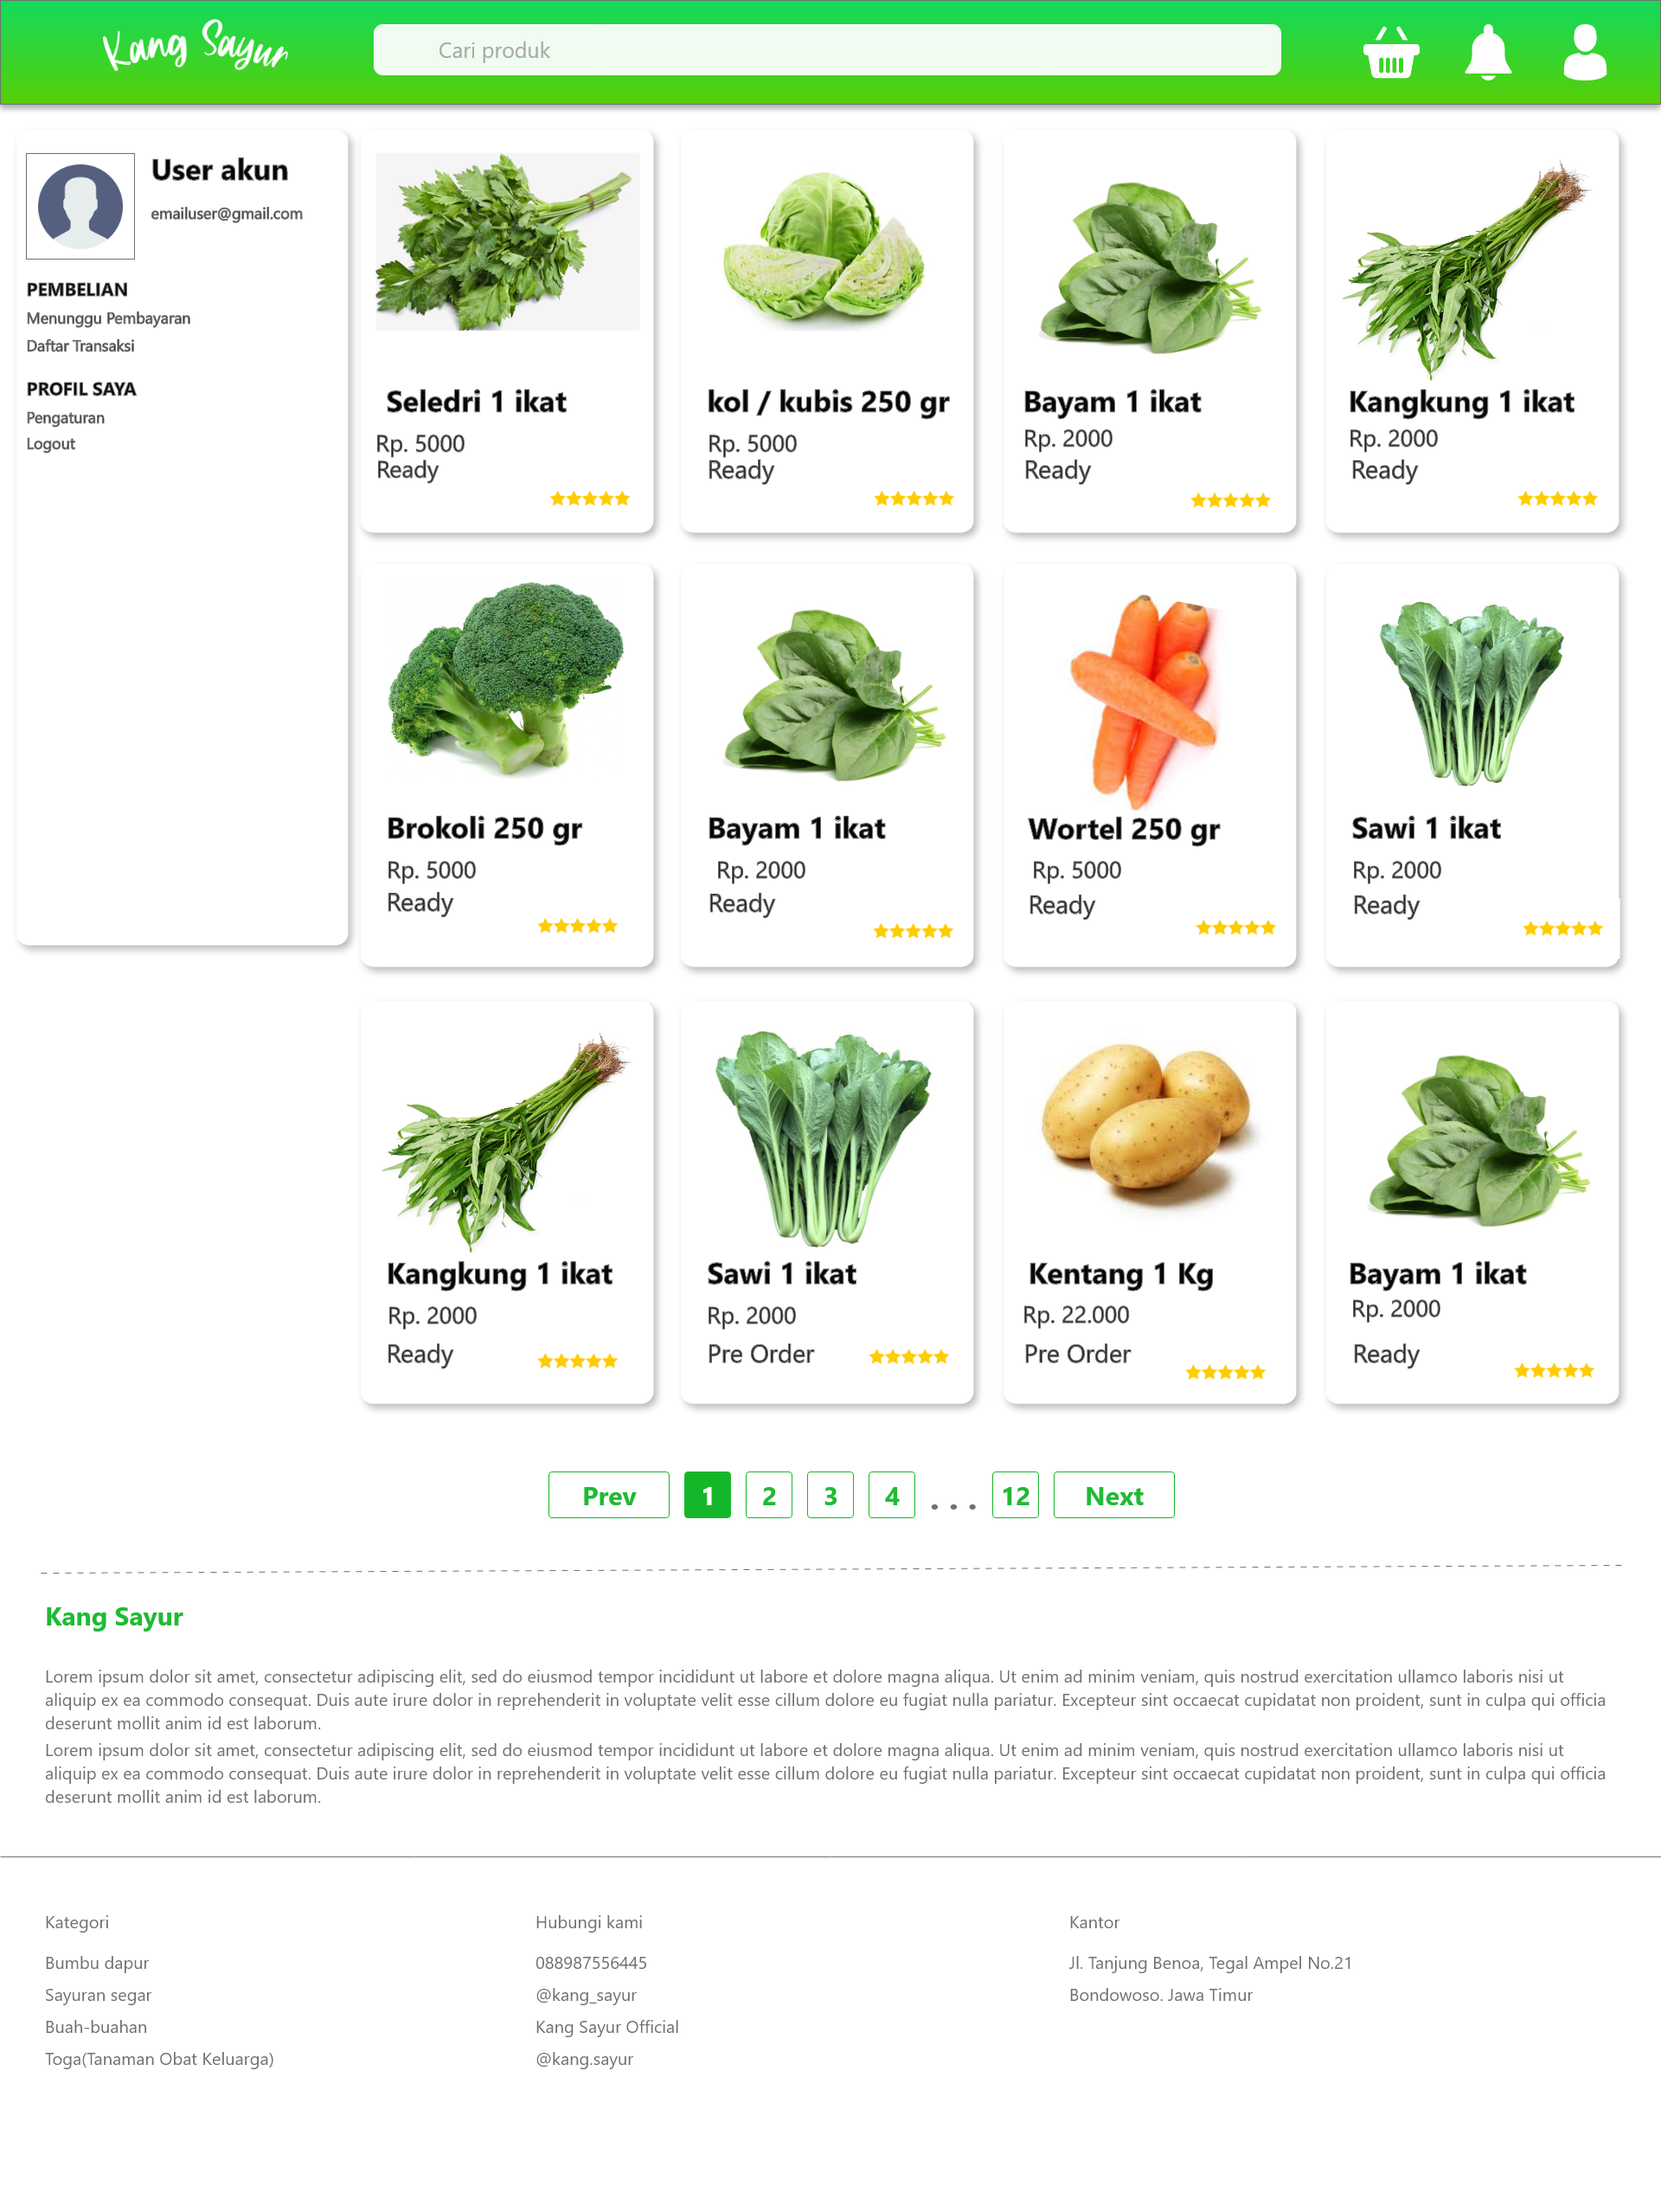 Kang Sayur
Cari produk
User akun
emailuser@gmail.com
PEMBELIAN
Menunggu Pembayaran
Daftar Transaksi
PROFIL SAYA
Pengaturan
Logout
Seledri 1 ikat
Rp. 5000
Ready
kol / kubis 250 gr
Rp. 5000
Ready
Bayam 1 ikat
Rp. 2000
Ready
Kangkung 1 ikat
Rp. 2000
Ready
Brokoli 250 gr
Rp. 5000
Ready
Bayam 1 ikat
Rp. 2000
Ready
Wortel 250 gr
Rp. 5000
Ready
Sawi 1 ikat
Rp. 2000
Ready
Kangkung 1 ikat
Rp. 2000
Ready
Sawi 1 ikat
Rp. 2000
Pre Order
Kentang 1 Kg
Rp. 22.000
Pre Order
Bayam 1 ikat
Rp. 2000
Ready
Prev 1 2 3 4 . . . 12 Next
Kang Sayur
Lorem ipsum dolor sit amet, consectetur adipiscing elit, sed do eiusmod tempor incididunt ut labore et dolore magna aliqua. Ut enim ad minim veniam, quis nostrud exercitation ullamco laboris nisi ut
aliquip ex ea commodo consequat. Duis aute irure dolor in reprehenderit in voluptate velit esse cillum dolore eu fugiat nulla pariatur. Excepteur sint occaecat cupidatat non proident, sunt in culpa qui officia
deserunt mollit anim id est laborum.
Lorem ipsum dolor sit amet, consectetur adipiscing elit, sed do eiusmod tempor incididunt ut labore et dolore magna aliqua. Ut enim ad minim veniam, quis nostrud exercitation ullamco laboris nisi ut
aliquip ex ea commodo consequat. Duis aute irure dolor in reprehenderit in voluptate velit esse cillum dolore eu fugiat nulla pariatur. Excepteur sint occaecat cupidatat non proident, sunt in culpa qui officia
deserunt mollit anim id est laborum.
Kategori
Bumbu dapur
Sayuran segar
Buah-buahan
Toga(Tanaman Obat Keluarga)
Hubungi kami
088987556445
@kang_sayur
Kang Sayur Official
@kang.sayur
Kantor
Jl. Tanjung Benoa, Tegal Ampel No.21
Bondowoso. Jawa Timur